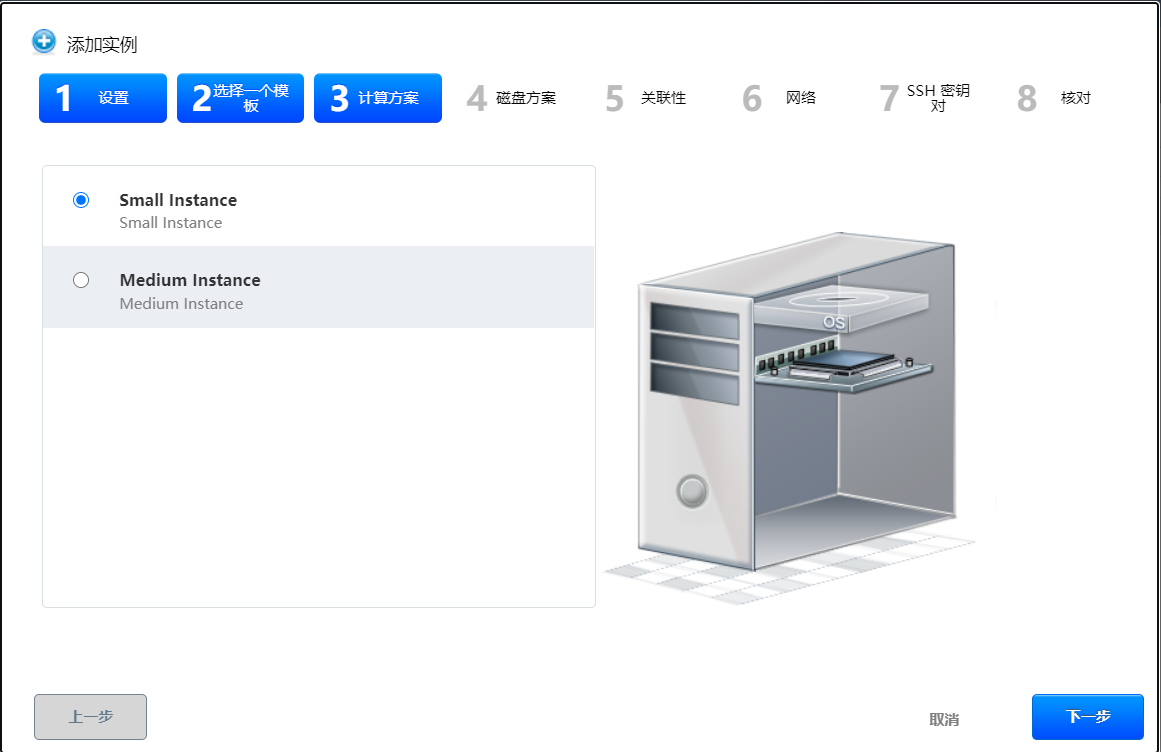 添加实例
1 设置
2 选择一个模
板
3 计算方案
4 磁盘方案
5 关联性
6 网络
7 SSH 密钥
对
8 核对
Small Instance
Small Instance
Medium Instance
Medium Instance
OS
上一步
取消
下一步